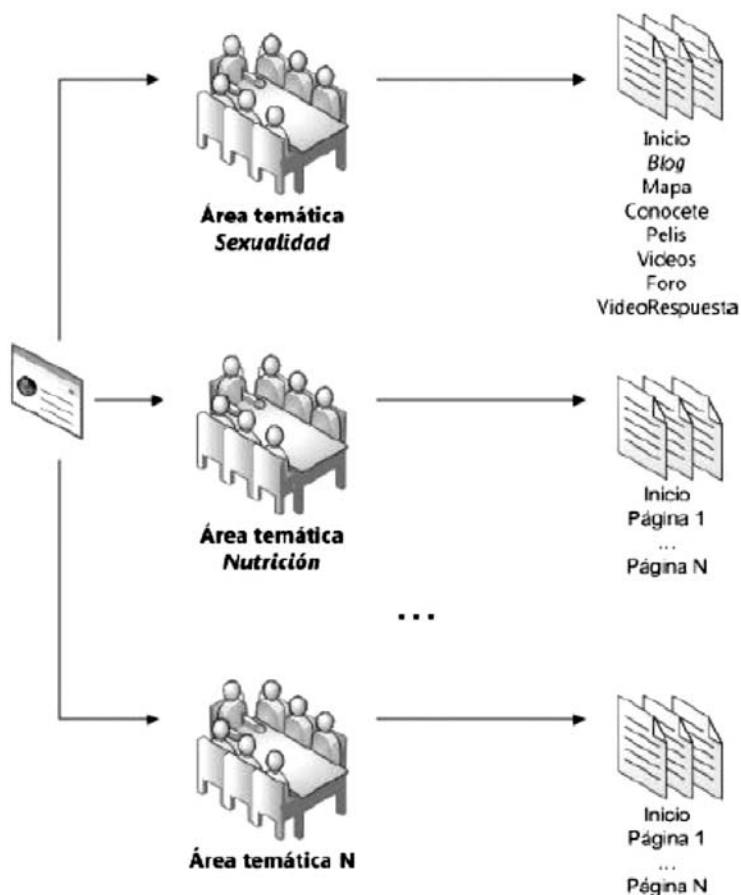 Área temática
Sexualidad
Inicio
Blog
Mapa
Conocete
Pelis
Videos
Foro
VideoRespuesta
Área temática
Nutrición
Inicio
Página 1
...
Página N
...
Área temática N
Inicio
Página 1
...
Página N